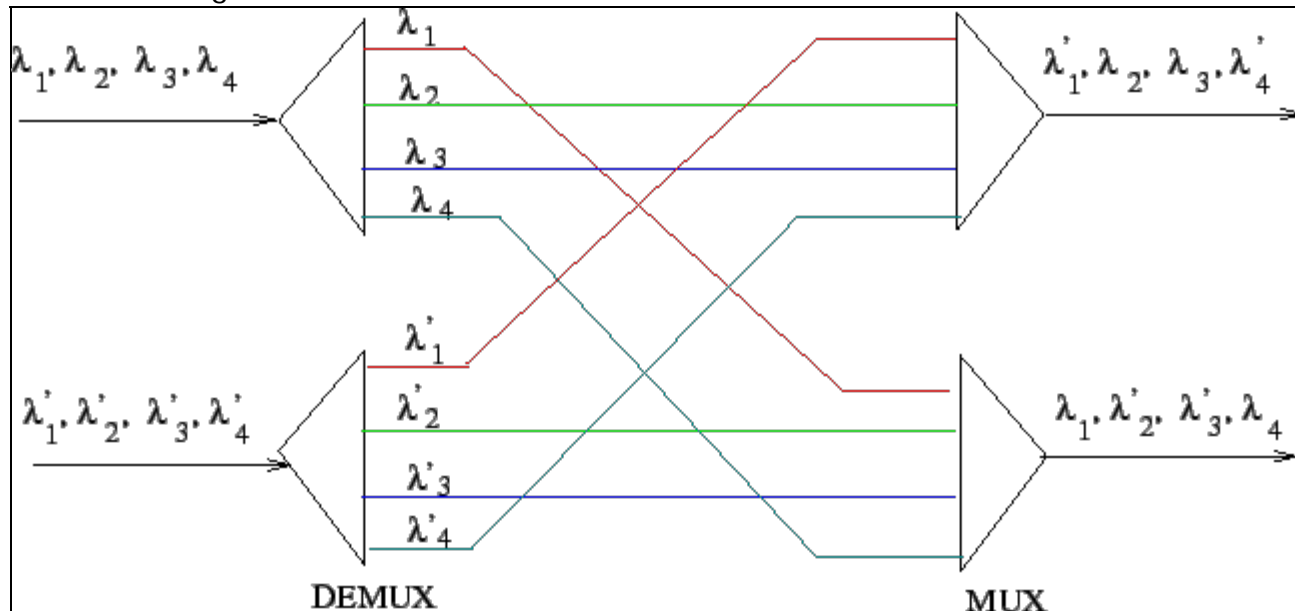 g
λ1
λ1, λ2, λ3, λ4
λ'1, λ2, λ3, λ'4
λ2
λ3
λ4
λ'1
λ'2
λ'1, λ'2, λ'3, λ'4
λ1, λ'2, λ'3, λ4
λ'3
λ'4
DEMUX
MUX